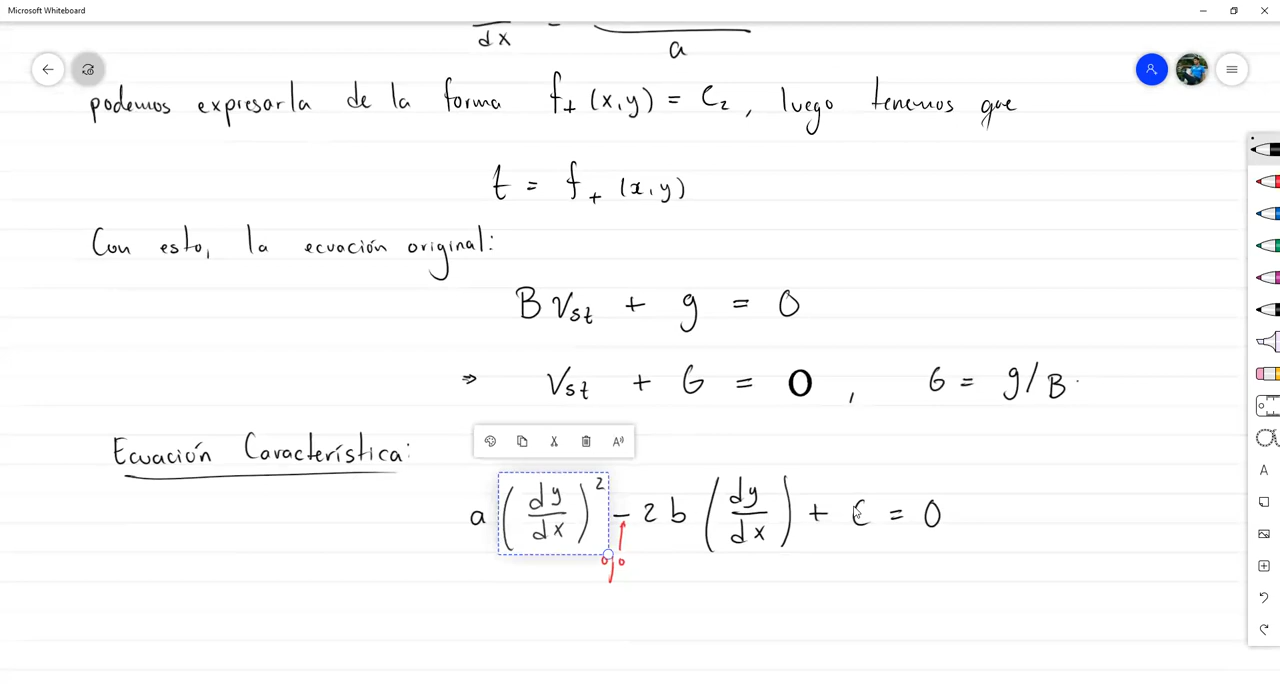 Microsoft Whiteboard
dx = a
podemos expresarla de la forma f+ (x,y) = C2, luego tenemos que
t = f+ (x,y)
Con esto, la ecuación original:
B Vst + g = 0
⇒ Vst + G = 0 , G = g/B.
Ecuación Característica:
a (dy/dx)² - 2b (dy/dx) + c = 0
ojo